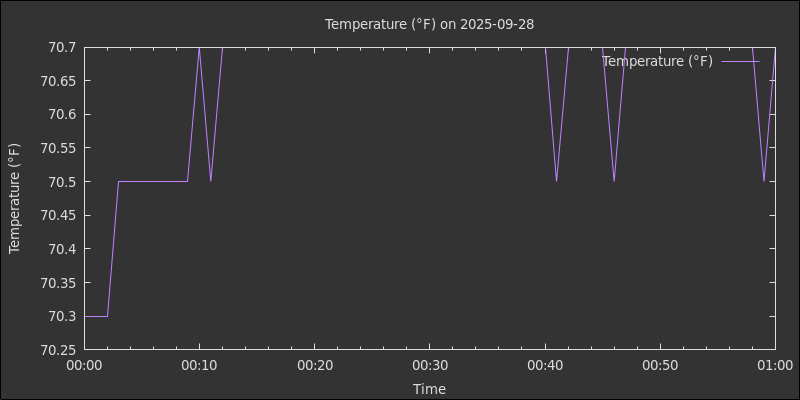 Temperature (°F) on 2025-09-28
Temperature (°F)
70.7
70.65
70.6
70.55
70.5
70.45
70.4
70.35
70.3
70.25
Temperature (°F)
00:00 00:10 00:20 00:30 00:40 00:50 01:00
Time